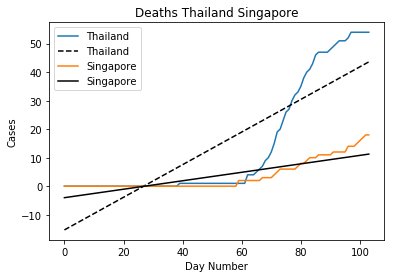 Deaths Thailand Singapore
Thailand
Thailand
Singapore
Singapore
50
40
30
20
10
0
−10
Cases
0 20 40 60 80 100
Day Number